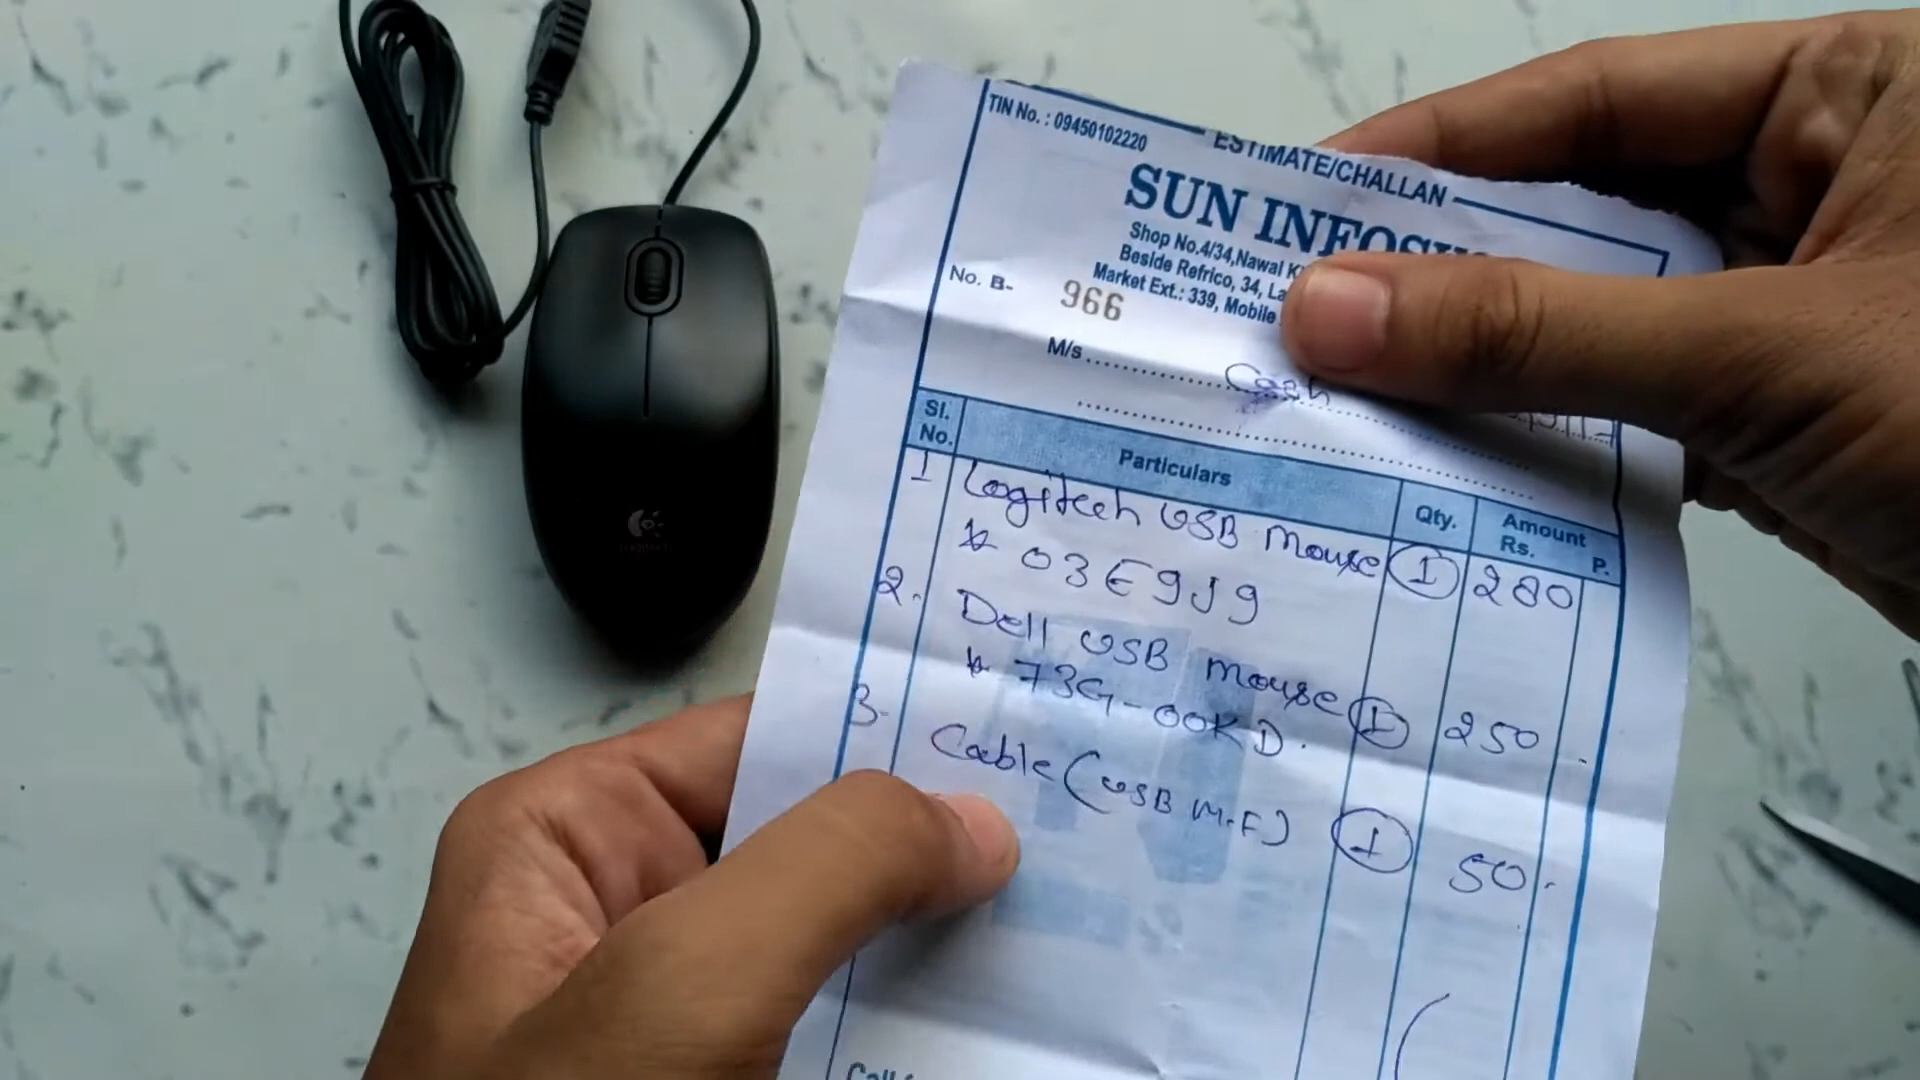 TIN No. : 09450102220
ESTIMATE/CHALLAN
SUN
Shop No.4/34,Nawal
Beside Refrico, 34,
Market Ext.: 339, Mobile
No. B- 966
M/s Cash
Sl. No. Particulars Qty. Amount Rs. P.
1 Logitech USB Mouse 1 280
* 03E9J9
2. Dell USB Mouse 1 250
* 73G-00KD.
3- Cable (USB M.F) 1 50.